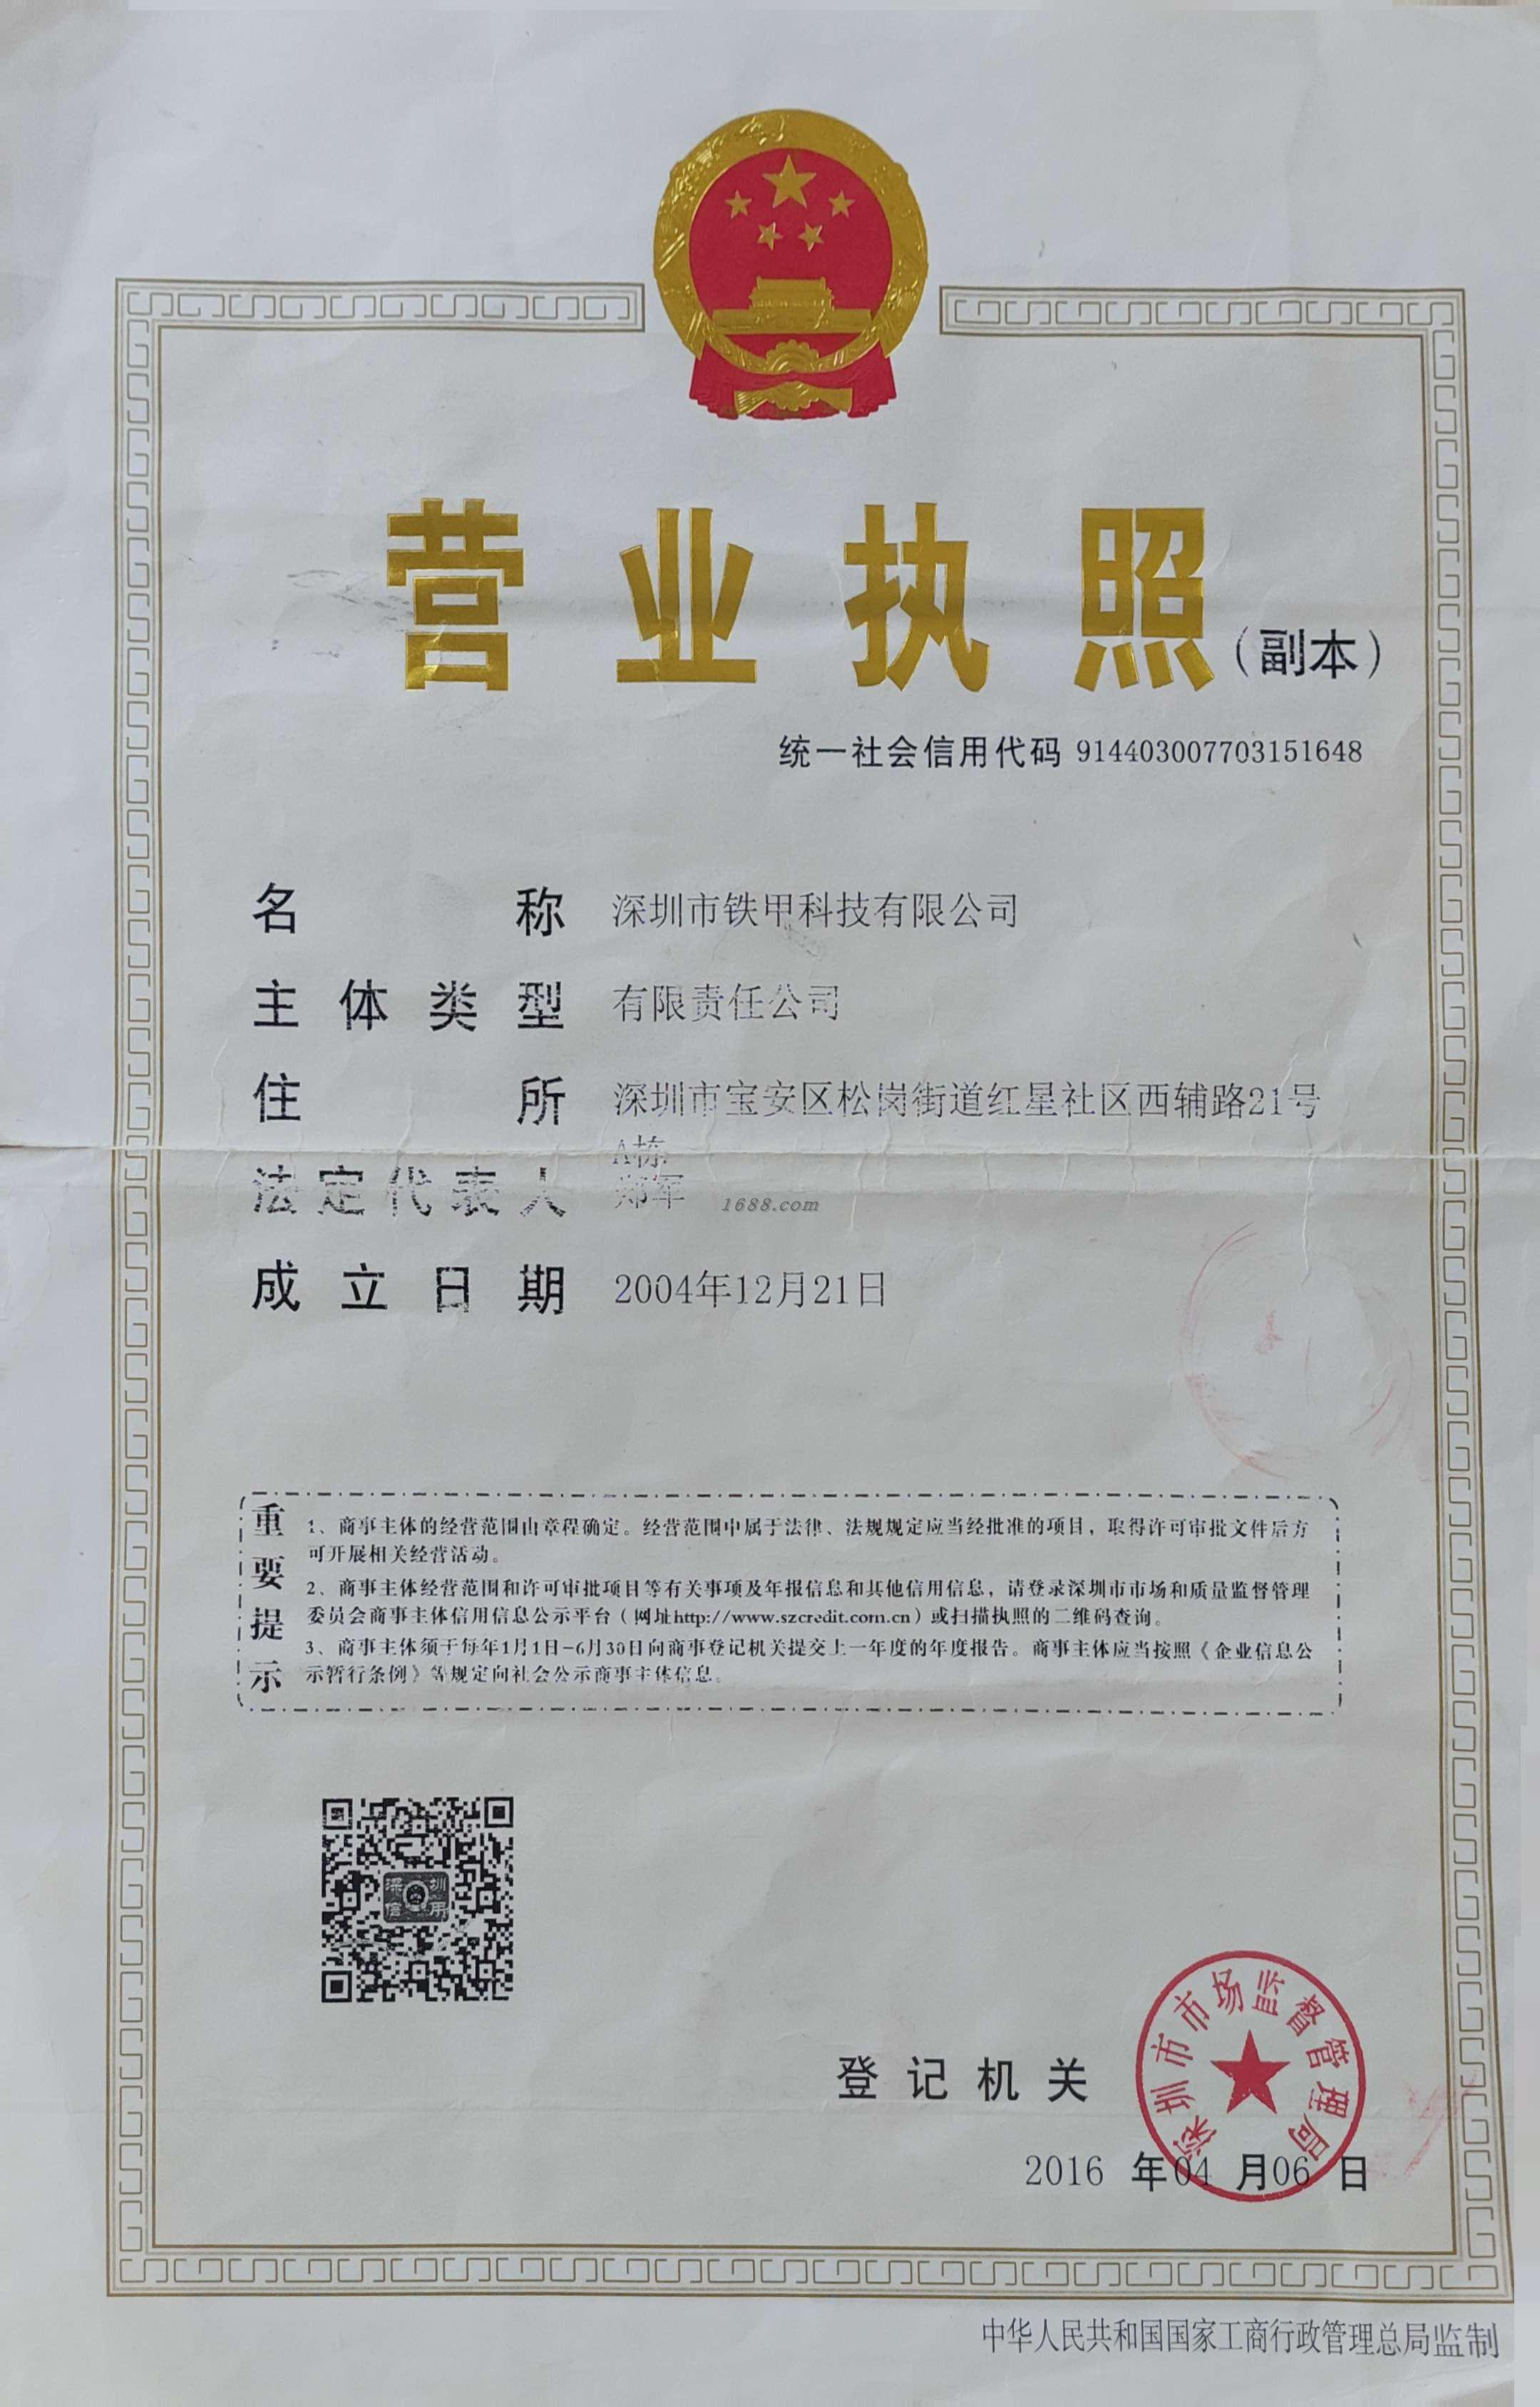 营业执照(副本)
统一社会信用代码 914403007703151648
名称 深圳市铁甲科技有限公司
主体类型 有限责任公司
住所 深圳市宝安区松岗街道红星社区西辅路21号
A栋
法定代表人 郑军
1688.com
成立日期 2004年12月21日
重要提示
1、商事主体的经营范围由章程确定。经营范围中属于法律、法规规定应当经批准的项目，取得许可审批文件后方
可开展相关经营活动。
2、商事主体经营范围和许可审批项目等有关事项及年报信息和其他信用信息，请登录深圳市市场和质量监督管理
委员会商事主体信用信息公示平台（网址http://www.szcredit.com.cn）或扫描执照的二维码查询。
3、商事主体须于每年1月1日-6月30日向商事登记机关提交上一年度的年度报告。商事主体应当按照《企业信息公
示暂行条例》等规定向社会公示商事主体信息。
深圳
信用
登记机关
深圳市市场监督管理局
2016 年04 月06 日
中华人民共和国国家工商行政管理总局监制